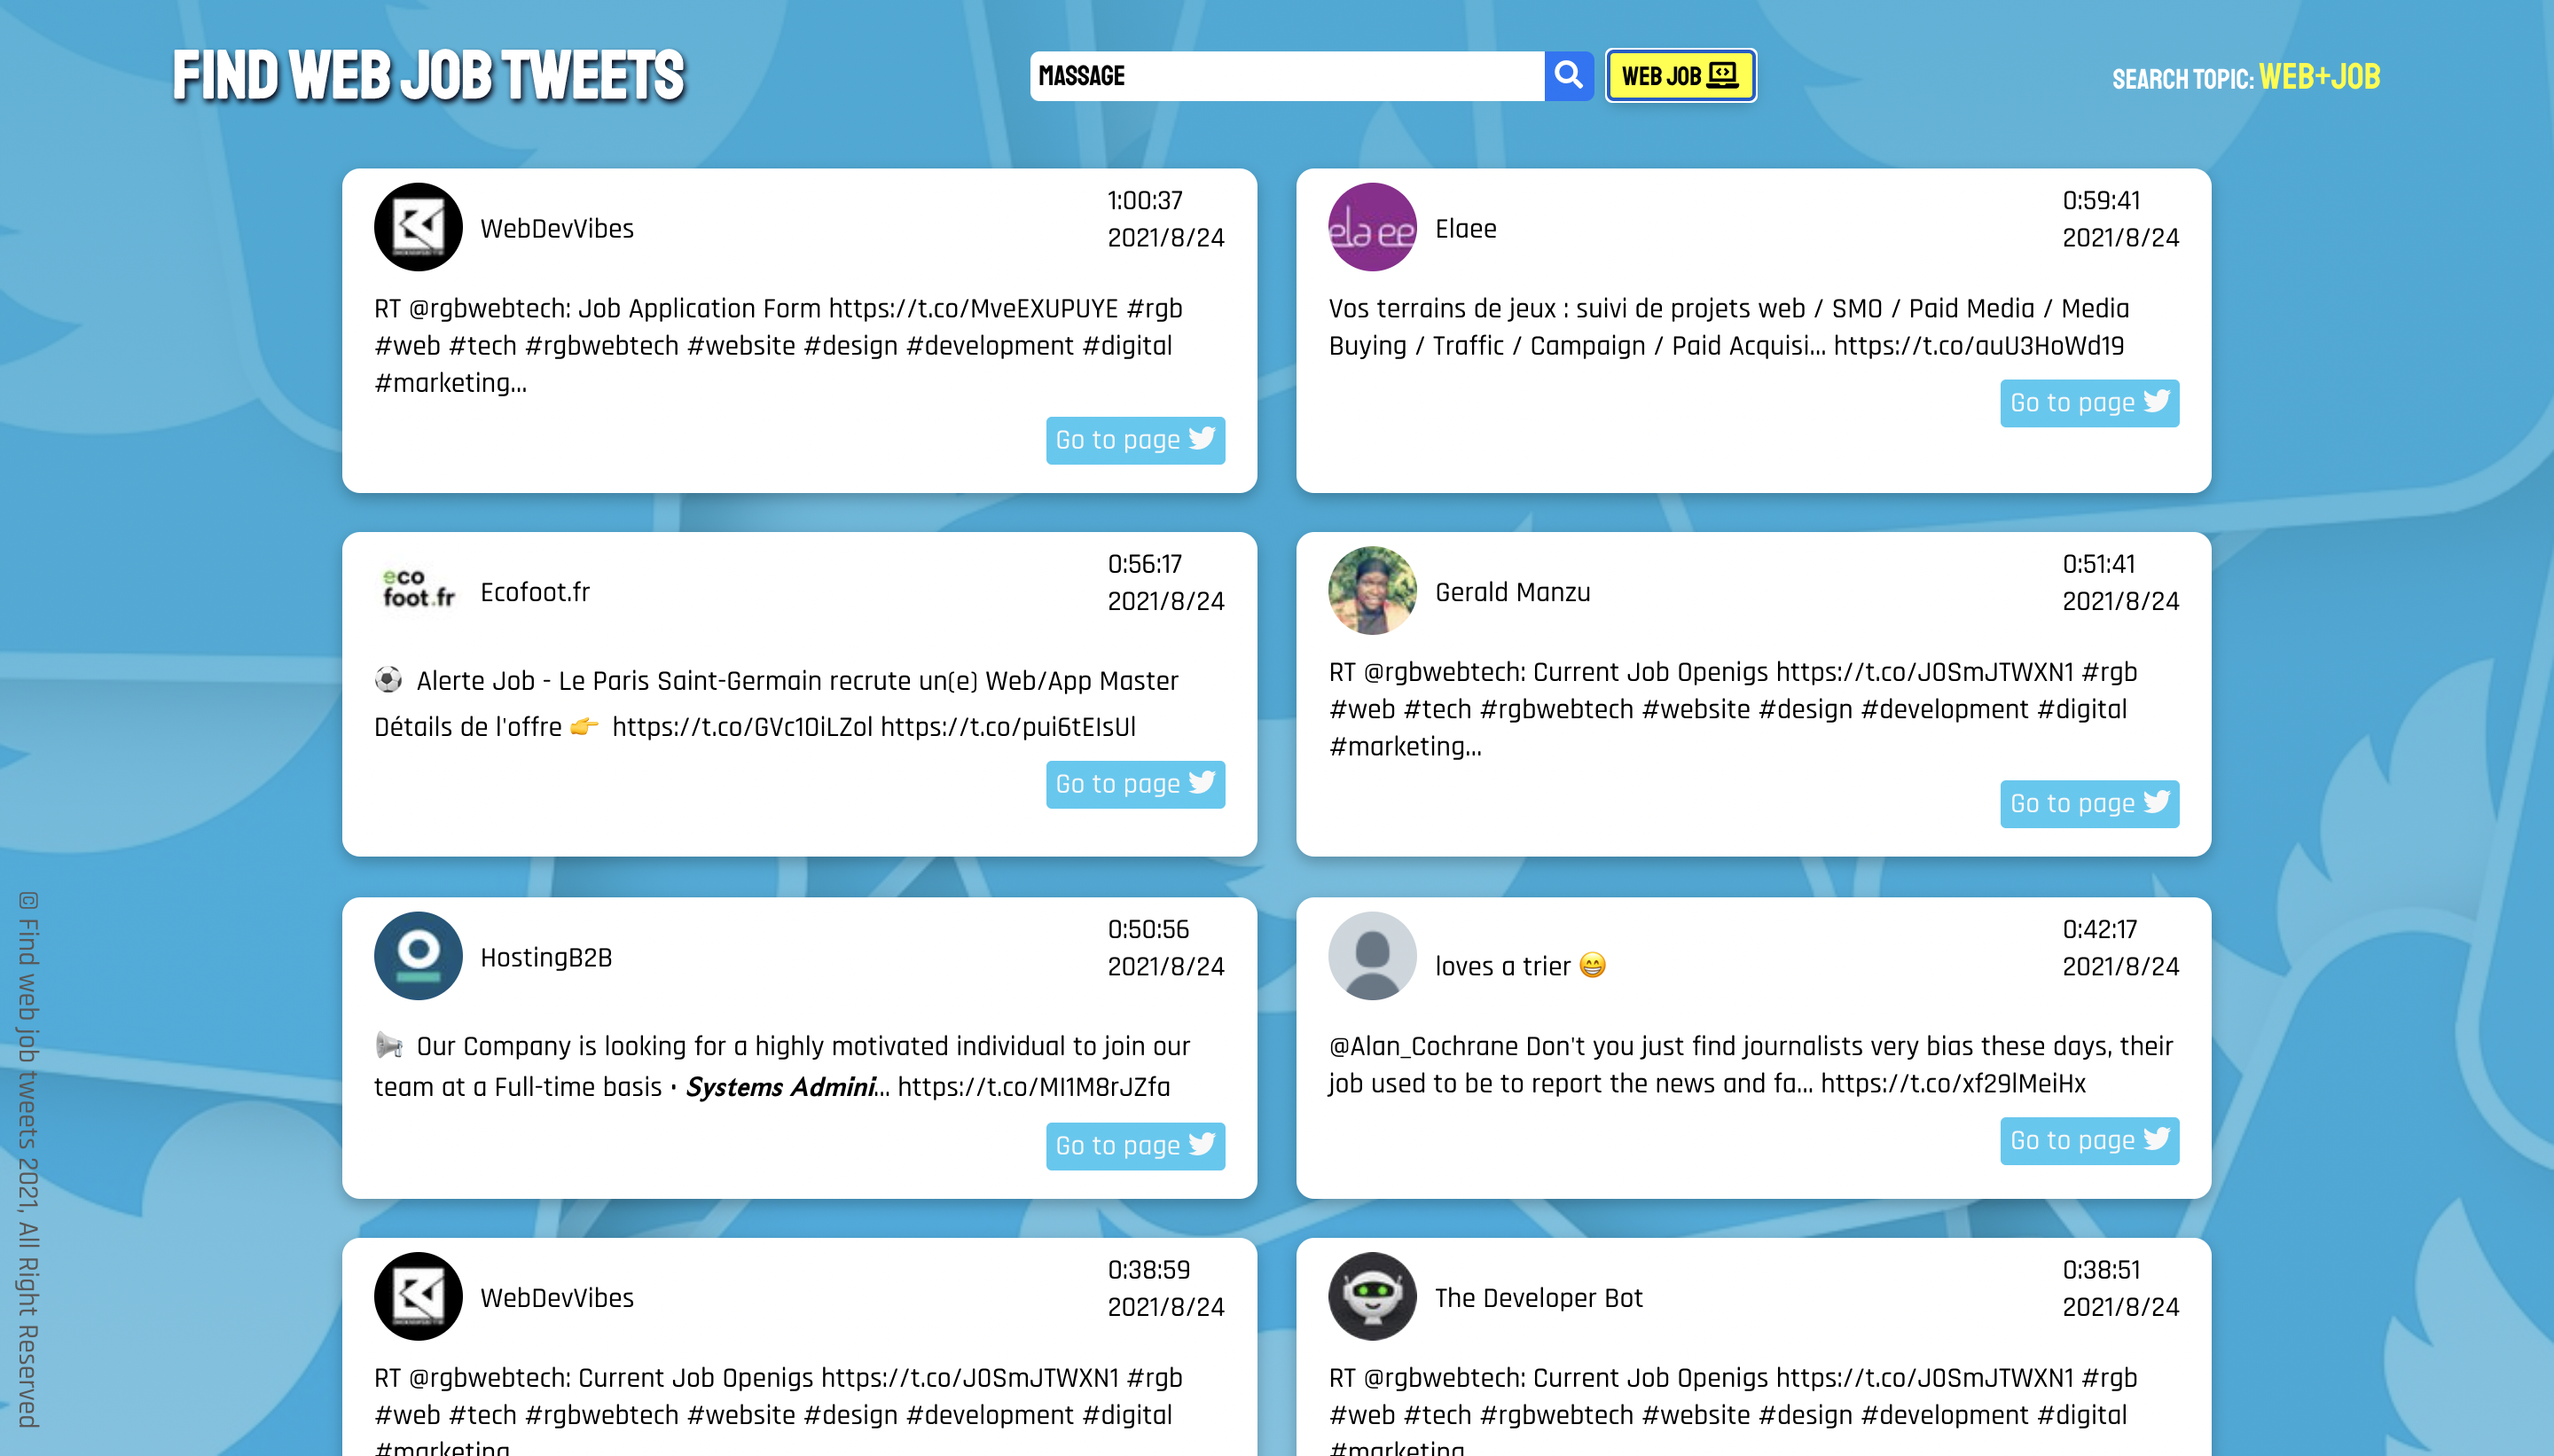 FIND WEB JOB TWEETS
MASSAGE
WEB JOB
SEARCH TOPIC: WEB+JOB
WebDevVibes
1:00:37
2021/8/24
RT @rgbwebtech: Job Application Form https://t.co/MveEXUPUYE #rgb
#web #tech #rgbwebtech #website #design #development #digital
#marketing...
Go to page
ela ee
Elaee
0:59:41
2021/8/24
Vos terrains de jeux : suivi de projets web / SMO / Paid Media / Media
Buying / Traffic / Campaign / Paid Acquisi... https://t.co/auU3HoWd19
Go to page
eco
foot.fr
Ecofoot.fr
0:56:17
2021/8/24
⚽ Alerte Job - Le Paris Saint-Germain recrute un(e) Web/App Master
Détails de l'offre 👉 https://t.co/GVc10iLZol https://t.co/pui6tEIsUl
Go to page
Gerald Manzu
0:51:41
2021/8/24
RT @rgbwebtech: Current Job Openigs https://t.co/J0SmJTWXN1 #rgb
#web #tech #rgbwebtech #website #design #development #digital
#marketing...
Go to page
HostingB2B
0:50:56
2021/8/24
📢 Our Company is looking for a highly motivated individual to join our
team at a Full-time basis • Systems Admini... https://t.co/MI1M8rJZfa
Go to page
loves a trier 😁
0:42:17
2021/8/24
@Alan_Cochrane Don't you just find journalists very bias these days, their
job used to be to report the news and fa... https://t.co/xf29lMeiHx
Go to page
WebDevVibes
0:38:59
2021/8/24
RT @rgbwebtech: Current Job Openigs https://t.co/J0SmJTWXN1 #rgb
#web #tech #rgbwebtech #website #design #development #digital
#marketing
The Developer Bot
0:38:51
2021/8/24
RT @rgbwebtech: Current Job Openigs https://t.co/J0SmJTWXN1 #rgb
#web #tech #rgbwebtech #website #design #development #digital
#marketing
© Find web job tweets 2021, All Right Reserved